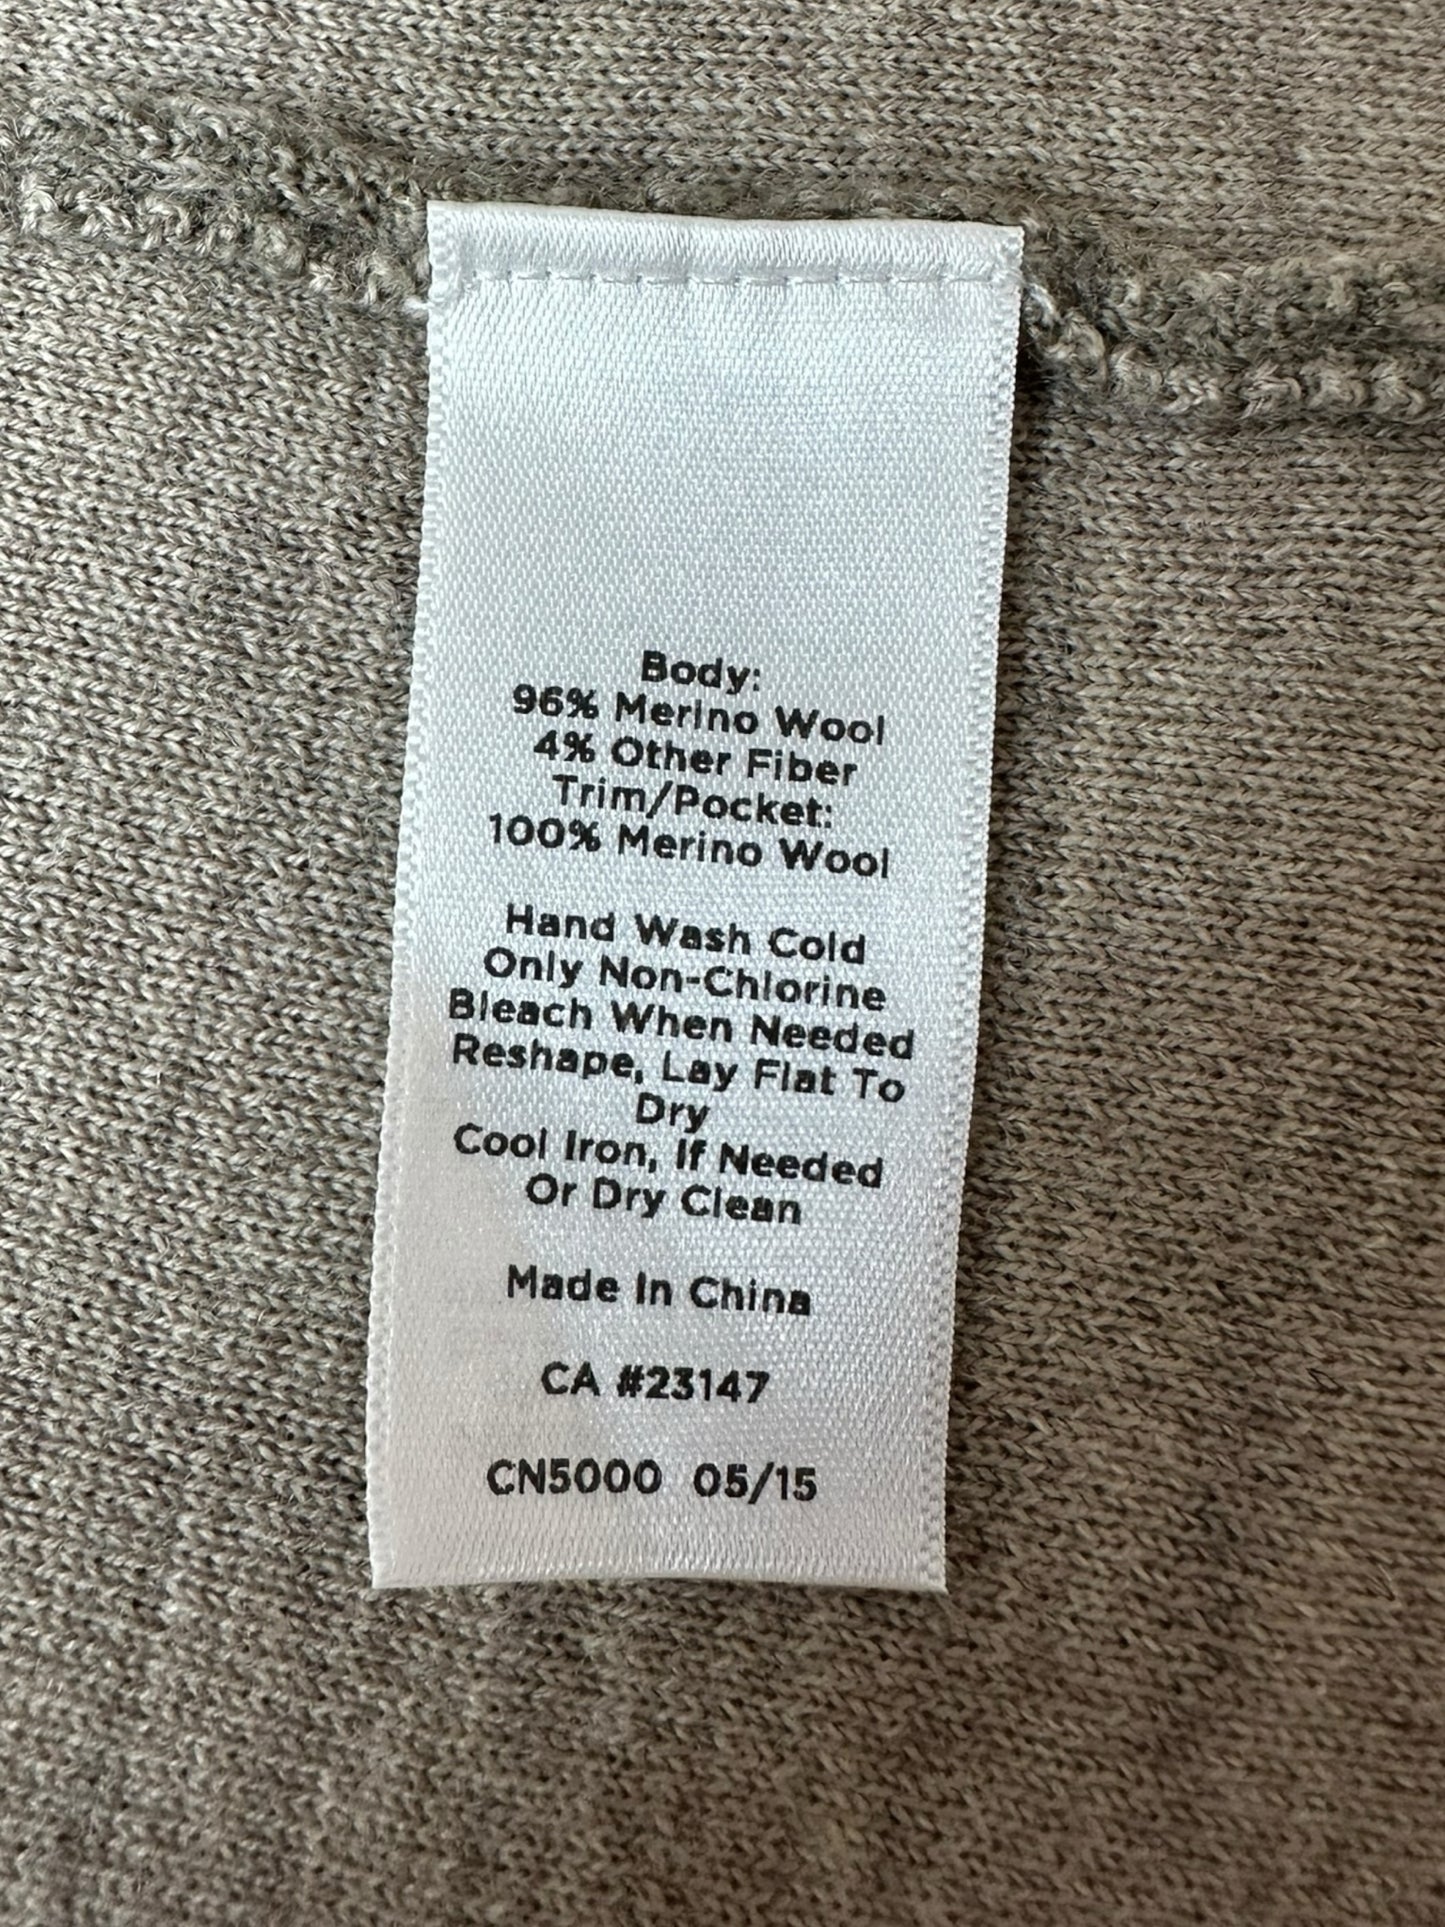 Body:
96% Merino Wool
4% Other Fiber
Trim/Pocket:
100% Merino Wool
Hand Wash Cold
Only Non-Chlorine
Bleach When Needed
Reshape, Lay Flat To
Dry
Cool Iron, If Needed
Or Dry Clean
Made In China
CA #23147
CN5000 05/15